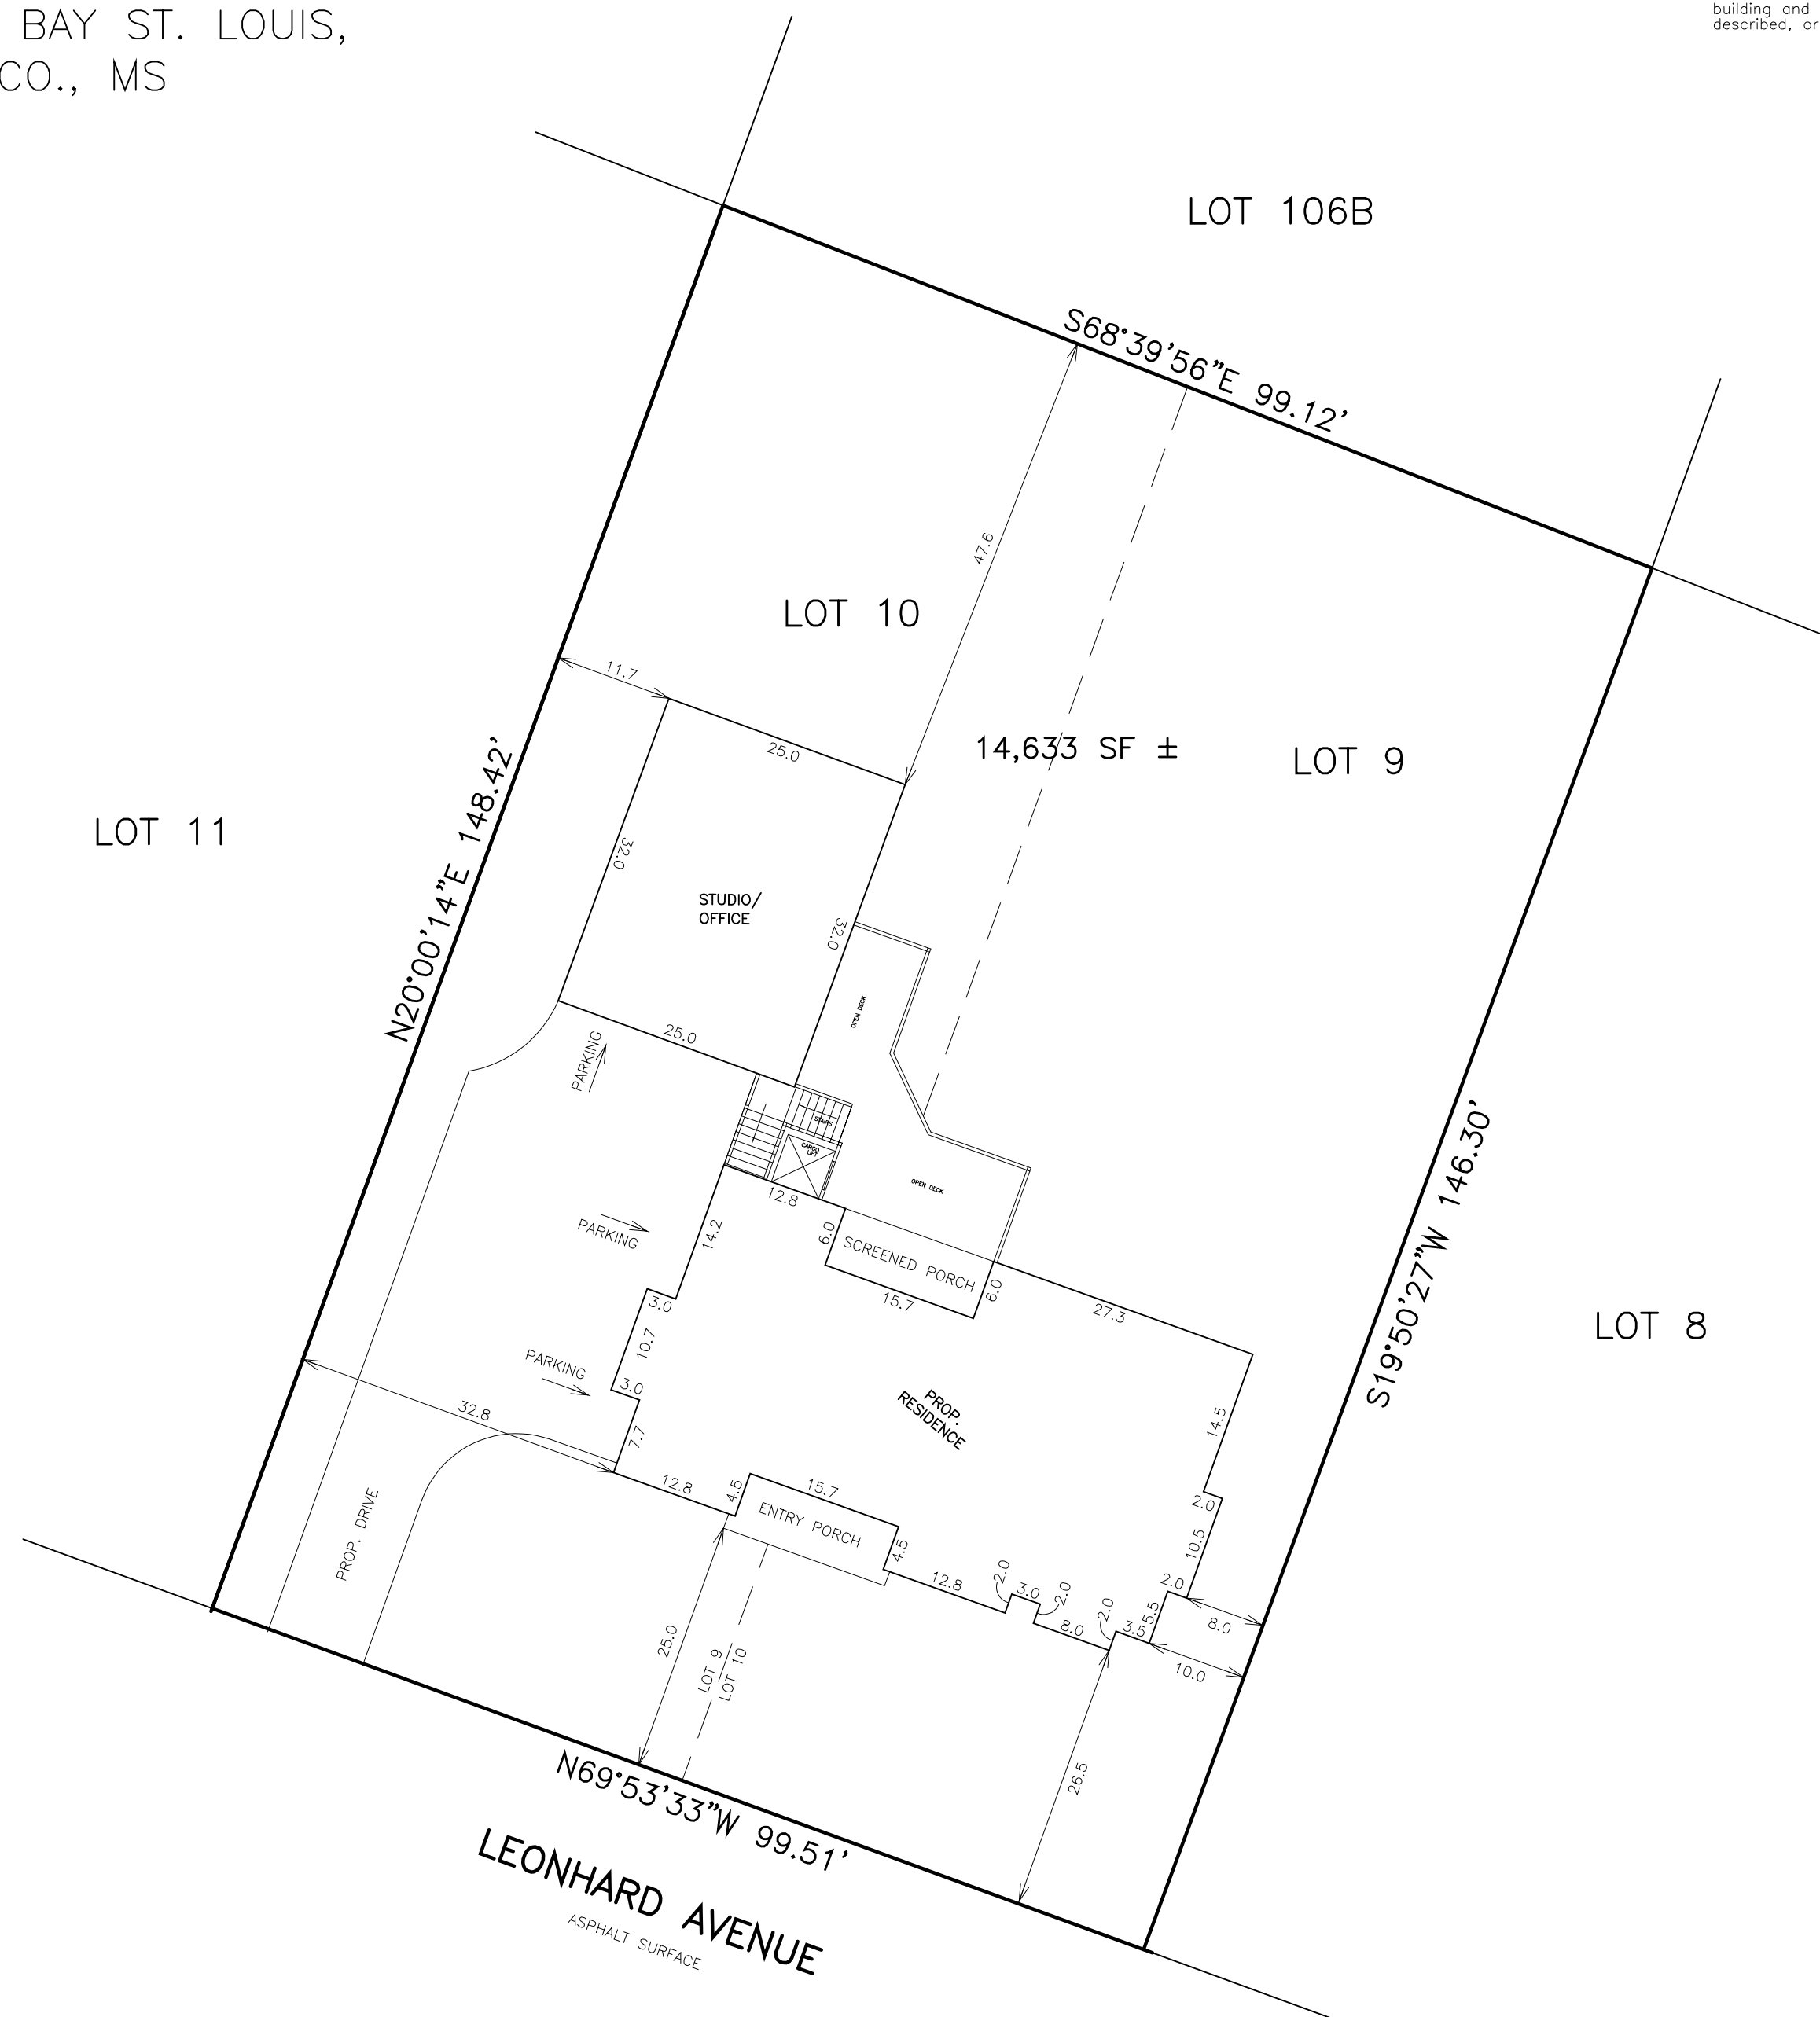 BAY ST. LOUIS,
CO., MS
building and
described, or
LOT 106B
S68°39'56"E 99.12'
47.6
LOT 10
11.7
25.0
14,633 SF ±
LOT 9
N20°00'14"E 148.42'
LOT 11
32.0
STUDIO/
OFFICE
32.0
OPEN DECK
25.0
PARKING
STAIRS
CARGO
LIFT
OPEN DECK
12.8
14.2
6.0
SCREENED PORCH
15.7
6.0
27.3
PARKING
3.0
10.7
S19°50'27"W 146.30'
LOT 8
PARKING
3.0
32.8
7.7
PROP.
RESIDENCE
14.5
2.0
10.5
12.8
4.5
15.7
ENTRY PORCH
4.5
12.8
2.0
3.0
2.0
8.0
2.0
3.5
5.5
2.0
8.0
10.0
PROP. DRIVE
25.0
LOT 9
LOT 10
26.5
N69°53'33"W 99.51'
LEONHARD AVENUE
ASPHALT SURFACE